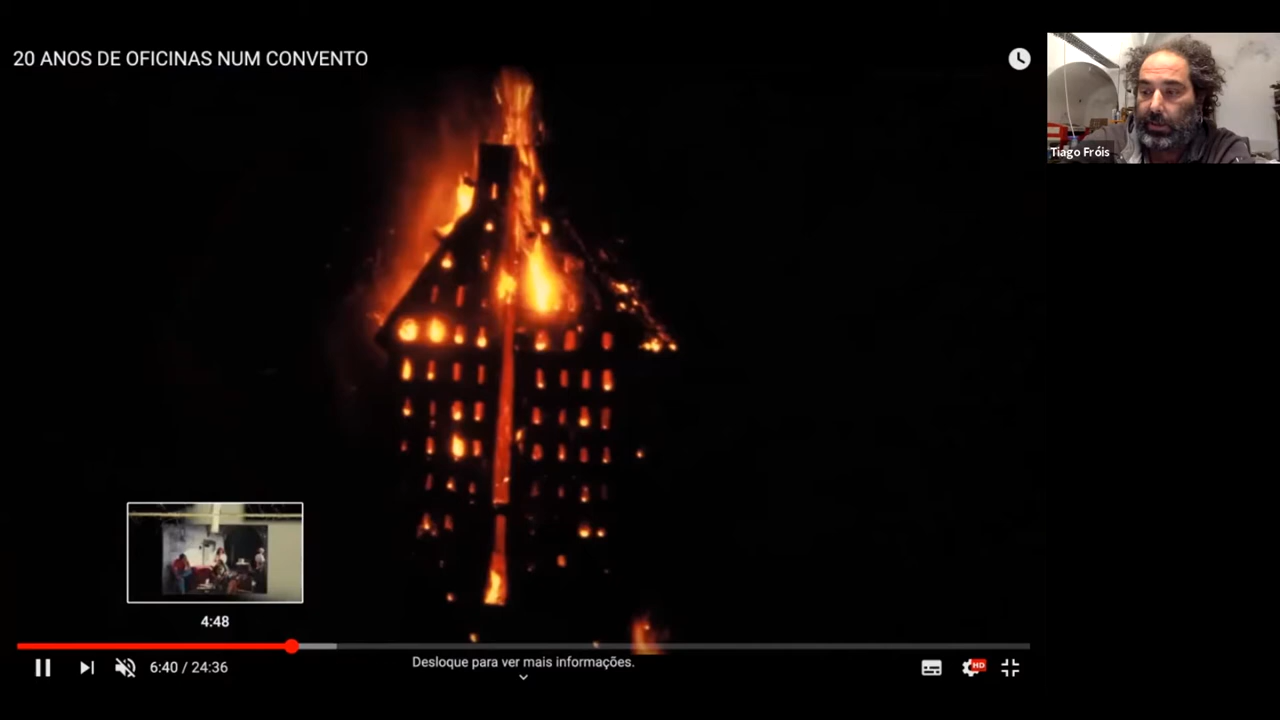 20 ANOS DE OFICINAS NUM CONVENTO
Tiago Fróis
4:48
6:40 / 24:36
Desloque para ver mais informações.
HD